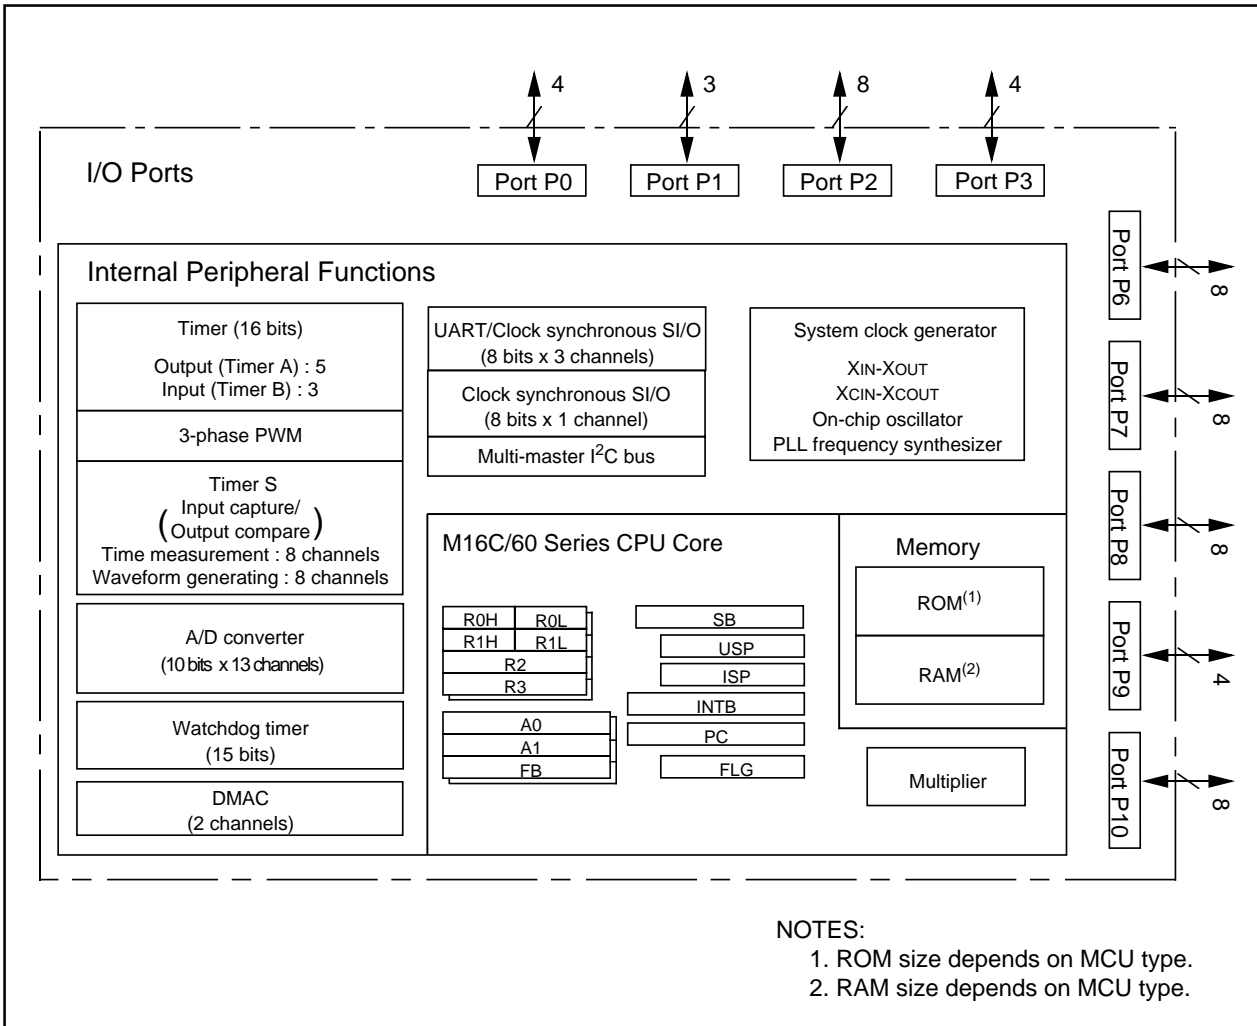 4
3
8
4
I/O Ports
Port P0
Port P1
Port P2
Port P3
Port P6
8
Port P7
8
Port P8
8
Port P9
4
Port P10
8
Internal Peripheral Functions
Timer (16 bits)
Output (Timer A) : 5
Input (Timer B) : 3
3-phase PWM
Timer S
(Input capture/
Output compare)
Time measurement : 8 channels
Waveform generating : 8 channels
A/D converter
(10 bits x 13 channels)
Watchdog timer
(15 bits)
DMAC
(2 channels)
UART/Clock synchronous SI/O
(8 bits x 3 channels)
Clock synchronous SI/O
(8 bits x 1 channel)
Multi-master I²C bus
System clock generator
XIN-XOUT
XCIN-XCOUT
On-chip oscillator
PLL frequency synthesizer
M16C/60 Series CPU Core
R0H
R0L
R1H
R1L
R2
R3
A0
A1
FB
SB
USP
ISP
INTB
PC
FLG
Memory
ROM(1)
RAM(2)
Multiplier
NOTES:
1. ROM size depends on MCU type.
2. RAM size depends on MCU type.